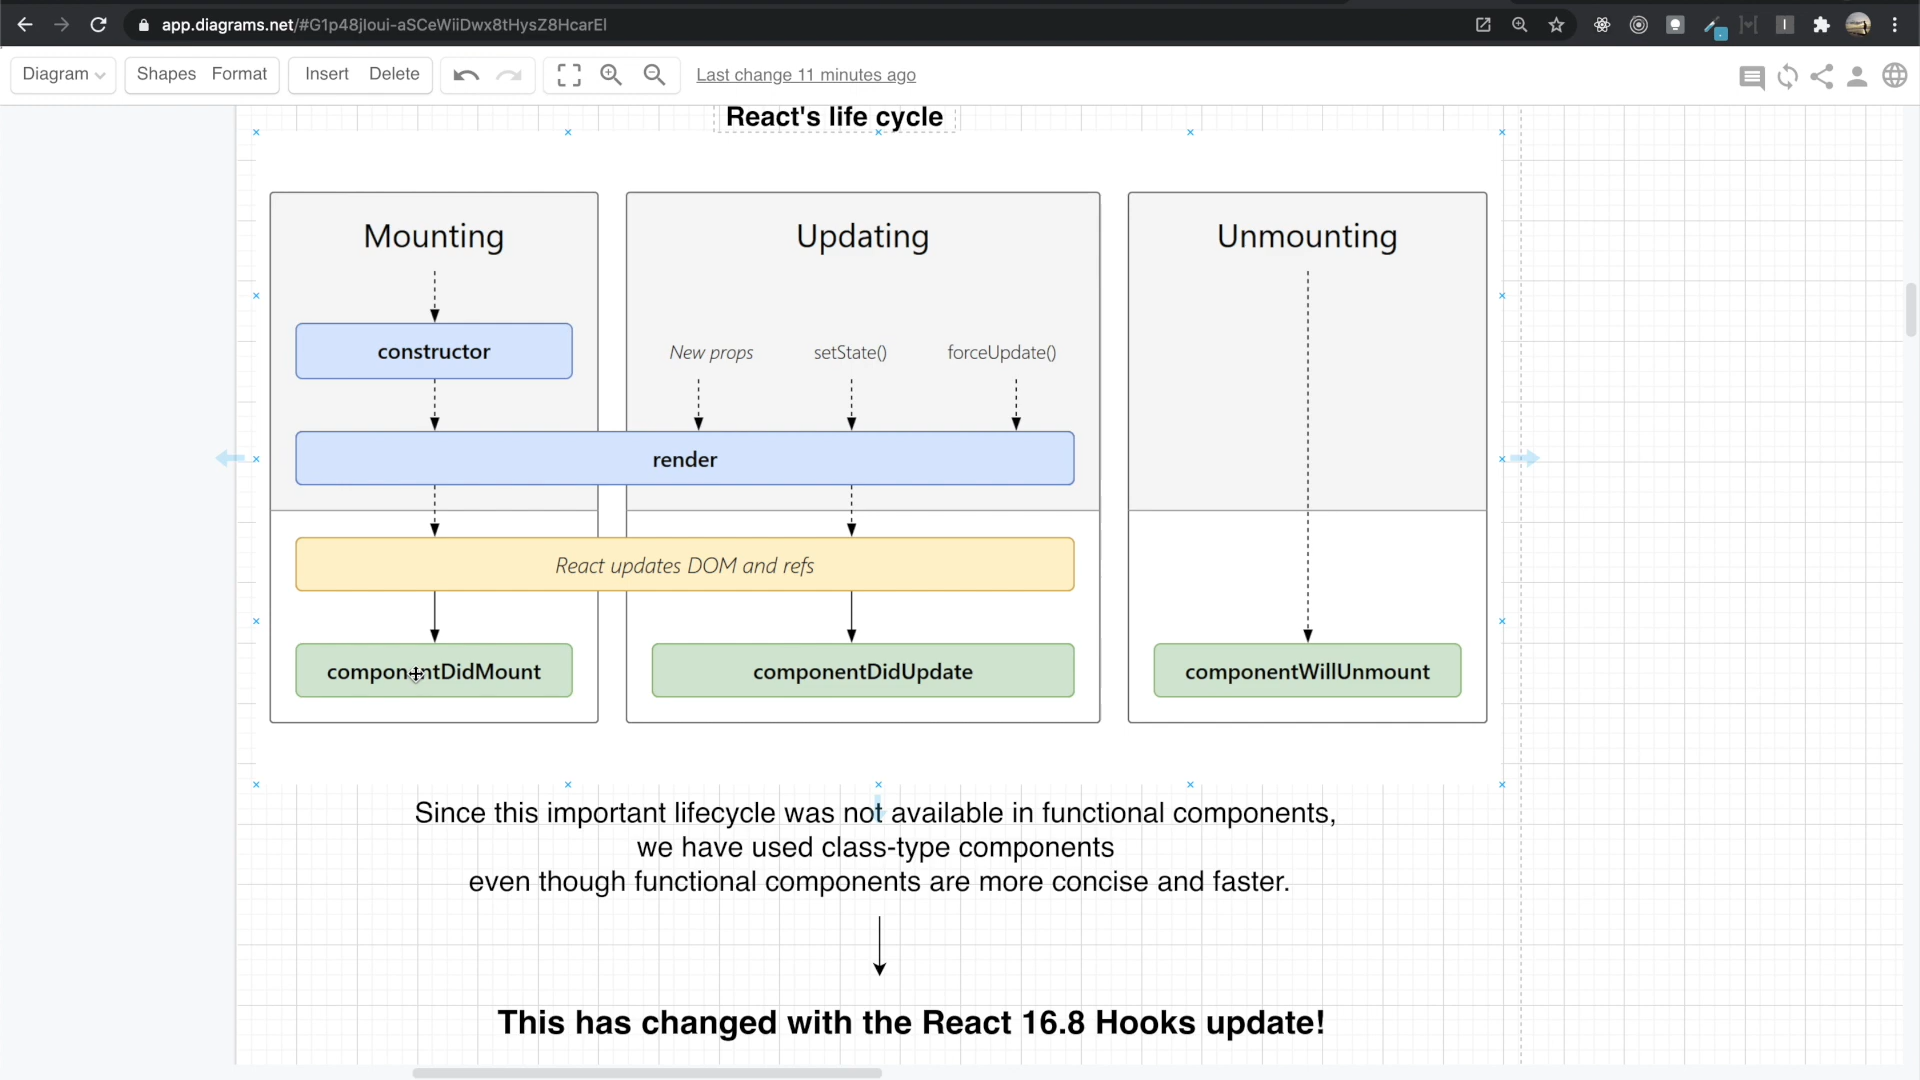 app.diagrams.net/#G1p48jIoui-aSCeWiiDwx8tHysZ8HcarEl
Diagram Shapes Format Insert Delete Last change 11 minutes ago
React's life cycle
Mounting Updating Unmounting
constructor New props setState() forceUpdate()
render
React updates DOM and refs
componentDidMount componentDidUpdate componentWillUnmount
Since this important lifecycle was not available in functional components,
we have used class-type components
even though functional components are more concise and faster.
This has changed with the React 16.8 Hooks update!